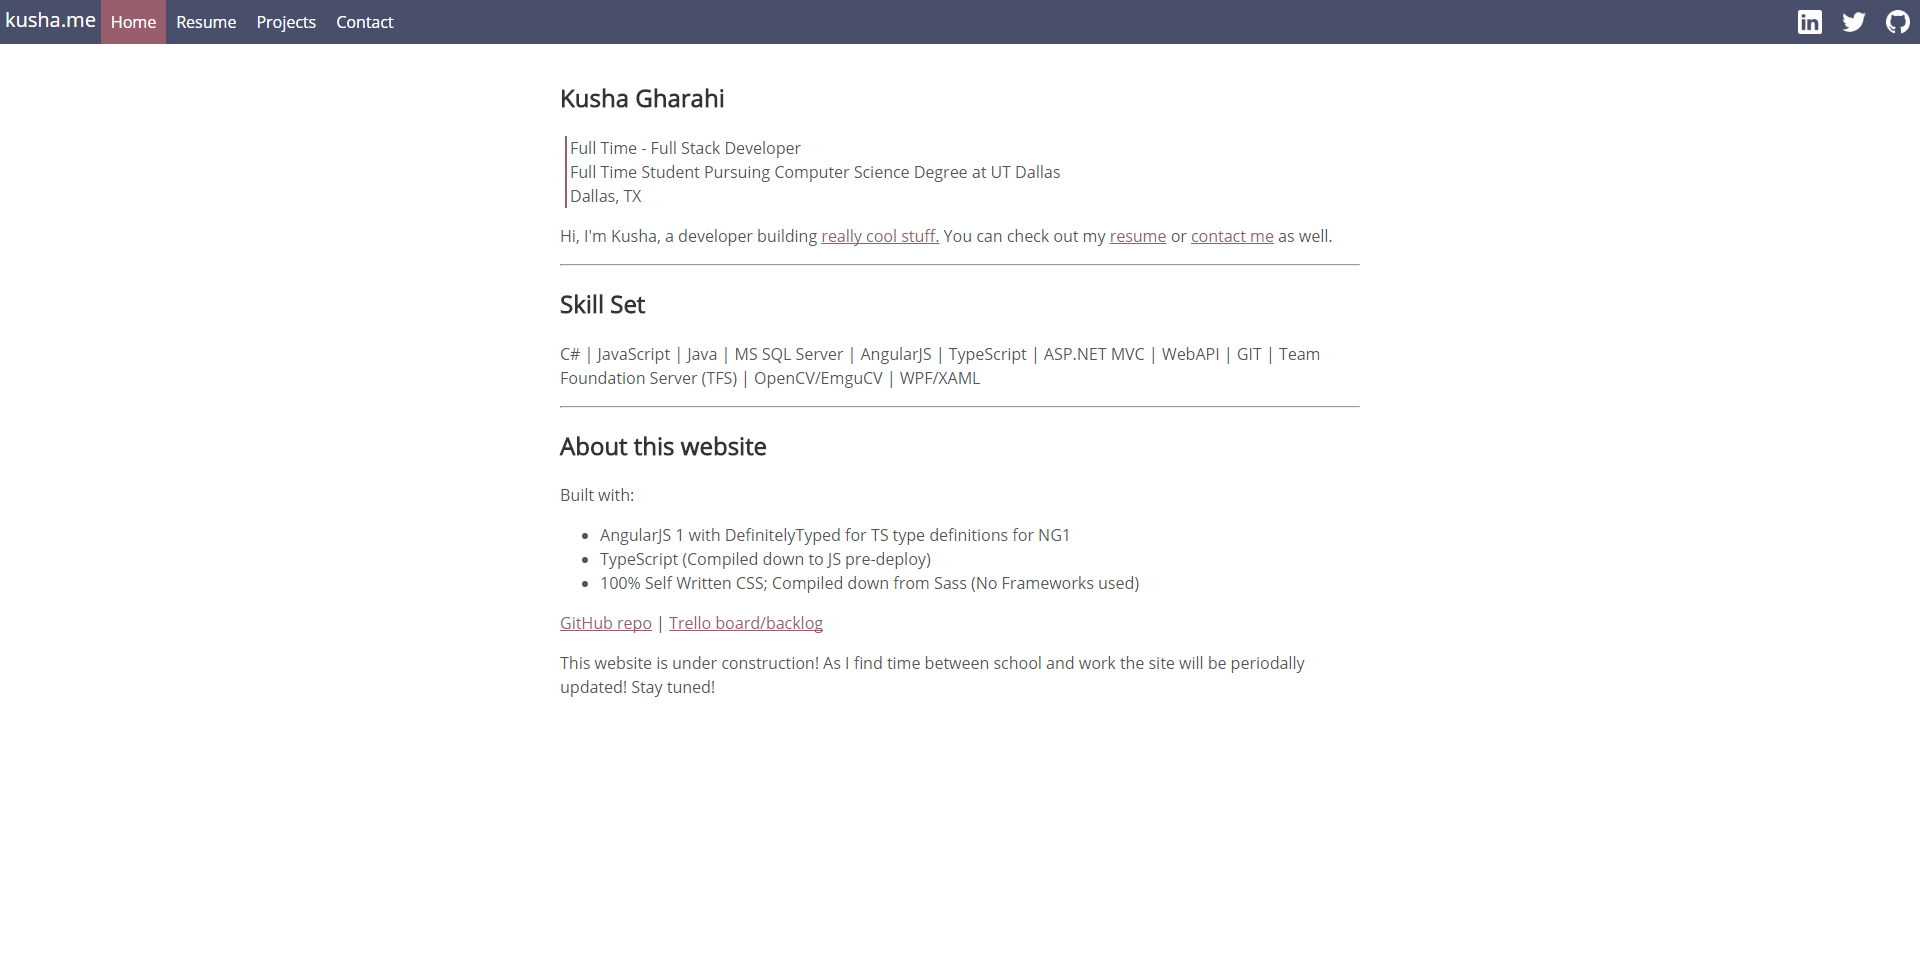 kusha.me Home Resume Projects Contact
Kusha Gharahi
Full Time - Full Stack Developer
Full Time Student Pursuing Computer Science Degree at UT Dallas
Dallas, TX
Hi, I'm Kusha, a developer building really cool stuff. You can check out my resume or contact me as well.
Skill Set
C# | JavaScript | Java | MS SQL Server | AngularJS | TypeScript | ASP.NET MVC | WebAPI | GIT | Team
Foundation Server (TFS) | OpenCV/EmguCV | WPF/XAML
About this website
Built with:
AngularJS 1 with DefinitelyTyped for TS type definitions for NG1
TypeScript (Compiled down to JS pre-deploy)
100% Self Written CSS; Compiled down from Sass (No Frameworks used)
GitHub repo | Trello board/backlog
This website is under construction! As I find time between school and work the site will be periodally
updated! Stay tuned!